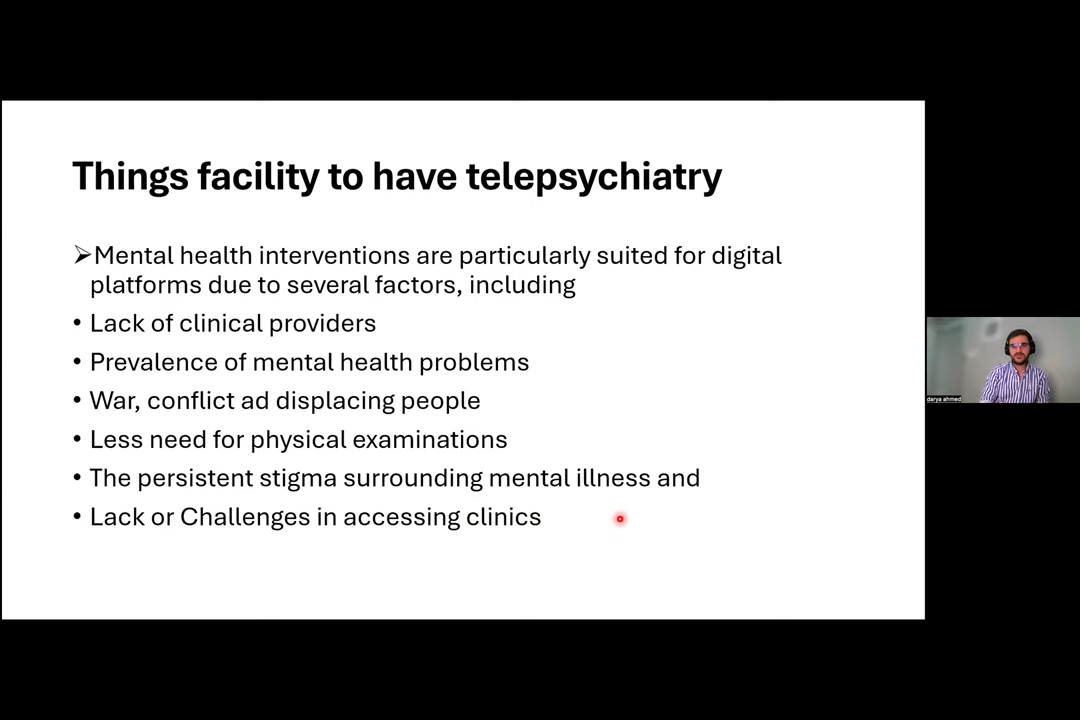 Things facility to have telepsychiatry
➢Mental health interventions are particularly suited for digital
platforms due to several factors, including
• Lack of clinical providers
• Prevalence of mental health problems
• War, conflict ad displacing people
• Less need for physical examinations
• The persistent stigma surrounding mental illness and
• Lack or Challenges in accessing clinics
darya ahmed